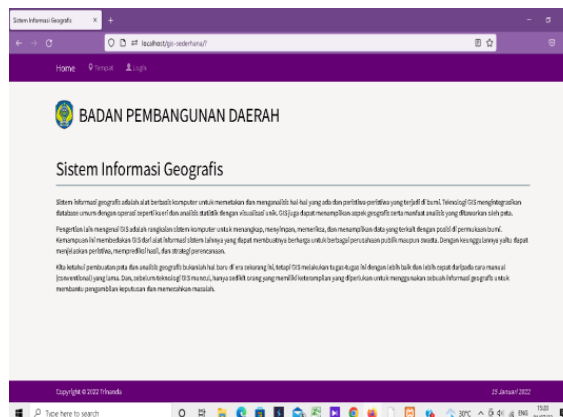 Sistem Informasi Geografis
localhost/gis-sederhana/?
Home Tempat Login
BADAN PEMBANGUNAN DAERAH
Sistem Informasi Geografis
Sistem informasi geografis adalah alat berbasis komputer untuk memetakan dan menganalisis hal-hal yang ada dan peristiwa-peristiwa yang terjadi di bumi. Teknologi GIS mengintegrasikan
database umum dengan operasi seperti kueri dan analisis statistik dengan visualisasi unik. GIS juga dapat menampilkan aspek geografis serta manfaat analisis yang ditawarkan oleh peta.
Pengertian lain mengenai GIS adalah rangkaian sistem komputer untuk menangkap, menyimpan, memeriksa, dan menampilkan data yang terkait dengan posisi di permukaan bumi.
Kemampuan ini membedakan GIS dari alat informasi sistem lainnya yang dapat membuatnya berharga untuk berbagai perusahaan publik maupun swasta. Dengan keunggulannya yaitu dapat
menjelaskan peristiwa, memprediksi hasil, dan strategi perencanaan.
Kita ketahui pembuatan peta dan analisis geografis bukanlah hal baru di era sekarang ini, tetapi GIS melakukan tugas-tugas ini dengan lebih baik dan lebih cepat daripada cara manual
(conventional) yang lama. Dan, sebelum teknologi GIS muncul, hanya sedikit orang yang memiliki keterampilan yang diperlukan untuk menggunakan sebuah informasi geografis untuk
membantu pengambilan keputusan dan memecahkan masalah.
Copyright © 2022 Trinanda 15 Januari 2022
Type here to search 30°C ENG 15.03